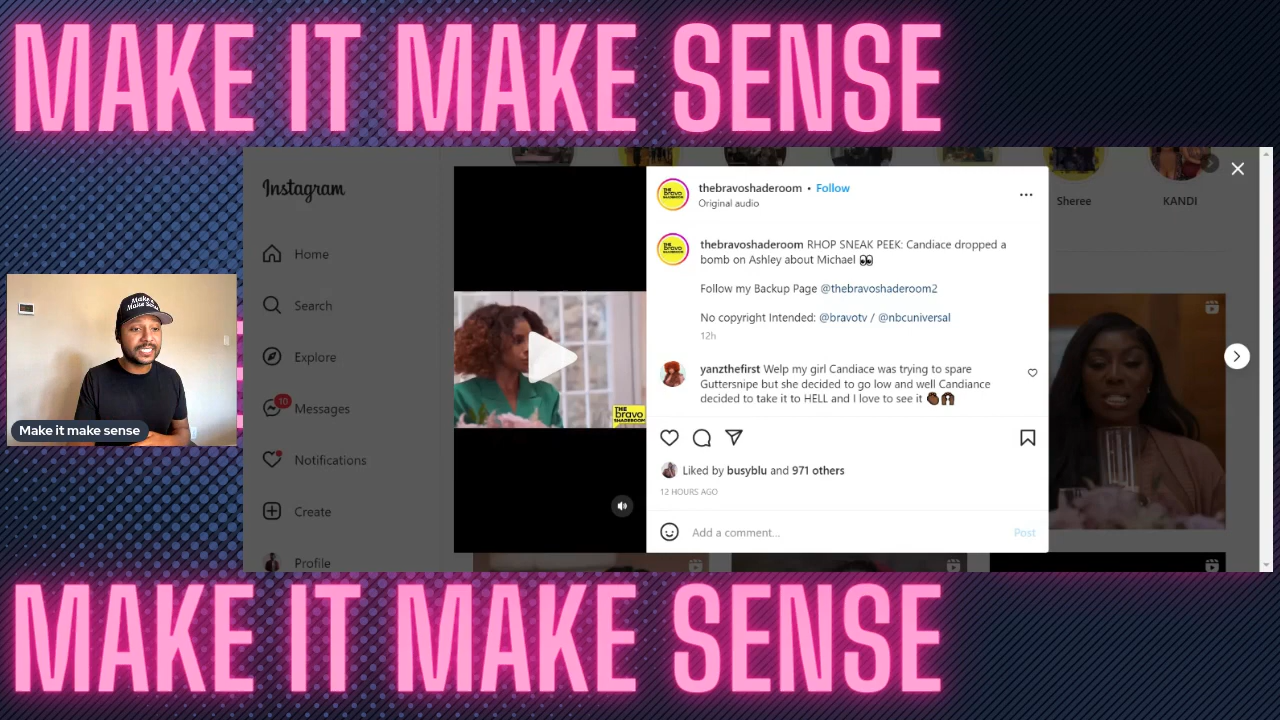 MAKE IT MAKE SENSE
Instagram
Home
Search
Explore
10
Messages
Notifications
Create
Profile
Make it make sense
THE
bravo
SHADEROOM
thebravoshaderoom • Follow
Original audio
thebravoshaderoom RHOP SNEAK PEEK: Candiace dropped a
bomb on Ashley about Michael 👀
Follow my Backup Page @thebravoshaderoom2
No copyright Intended: @bravotv / @nbcuniversal
12h
yanzthefirst Welp my girl Candiace was trying to spare
Guttersnipe but she decided to go low and well Candiance
decided to take it to HELL and I love to see it
Liked by busyblu and 971 others
12 HOURS AGO
Add a comment...
Post
Sheree
KANDI
MAKE IT MAKE SENSE